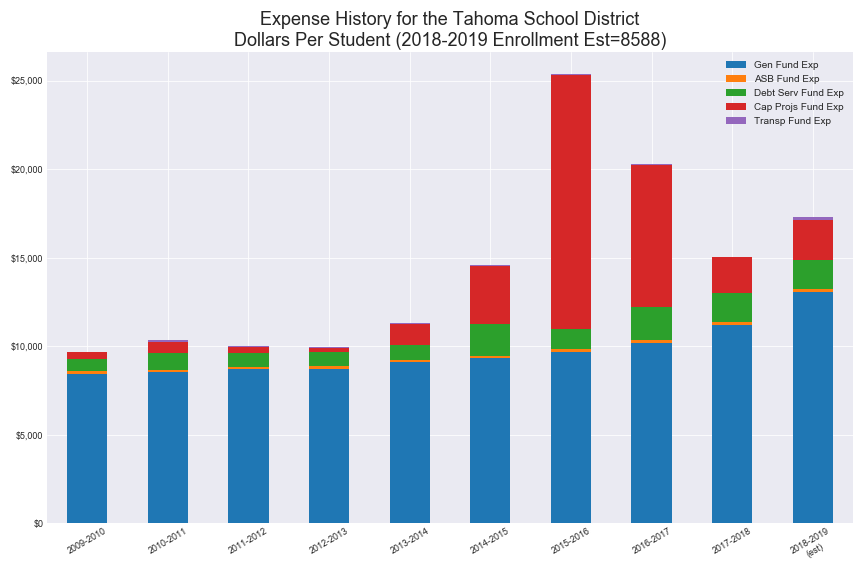 Expense History for the Tahoma School District
Dollars Per Student (2018-2019 Enrollment Est=8588)
Gen Fund Exp
ASB Fund Exp
Debt Serv Fund Exp
Cap Projs Fund Exp
Transp Fund Exp
$25,000
$20,000
$15,000
$10,000
$5,000
$0
2009-2010
2010-2011
2011-2012
2012-2013
2013-2014
2014-2015
2015-2016
2016-2017
2017-2018
2018-2019
(est)